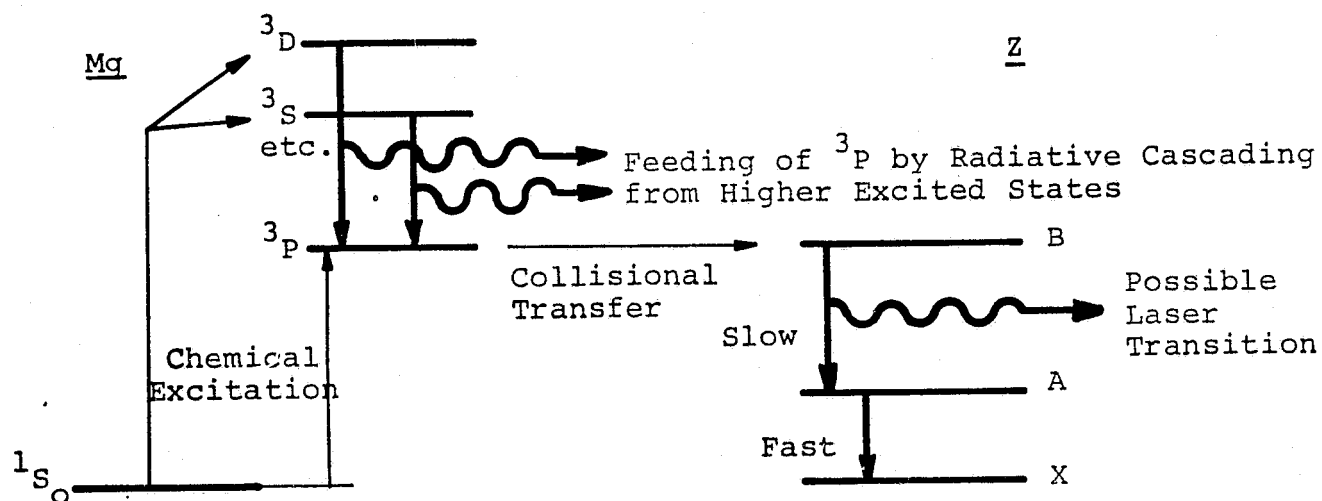 Mg
Z
3D
3S
etc.
Feeding of 3P by Radiative Cascading
from Higher Excited States
3P
Collisional
Transfer
B
Possible
Laser
Transition
Slow
Chemical
Excitation
A
Fast
X
1So